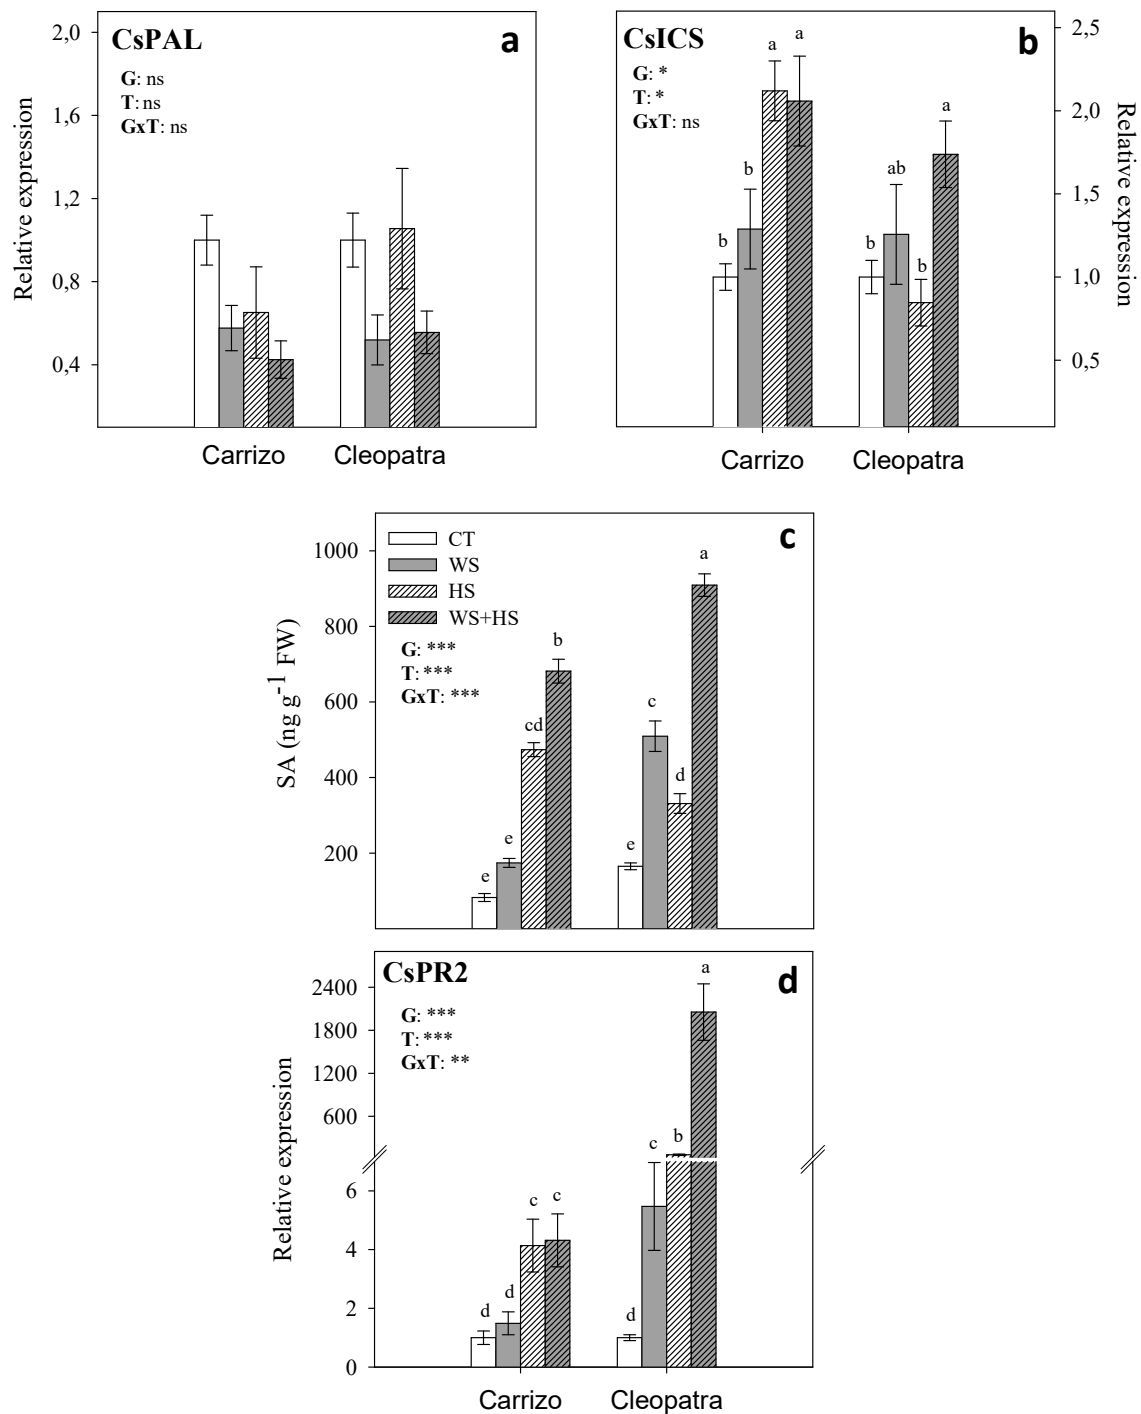 CsPAL
a
G: ns
T: ns
GxT: ns
Relative expression
2,0
1,6
1,2
0,8
0,4
Carrizo
Cleopatra
CsICS
b
G: *
T: *
GxT: ns
b
b
a
a
b
ab
b
a
2,5
2,0
1,5
1,0
0,5
Relative expression
Carrizo
Cleopatra
c
CT
WS
HS
WS+HS
G: ***
T: ***
GxT: ***
SA (ng g-1 FW)
1000
800
600
400
200
e
e
cd
b
e
c
d
a
CsPR2
d
G: ***
T: ***
GxT: **
Relative expression
2400
1800
1200
600
6
4
2
0
d
d
c
c
d
c
b
a
Carrizo
Cleopatra